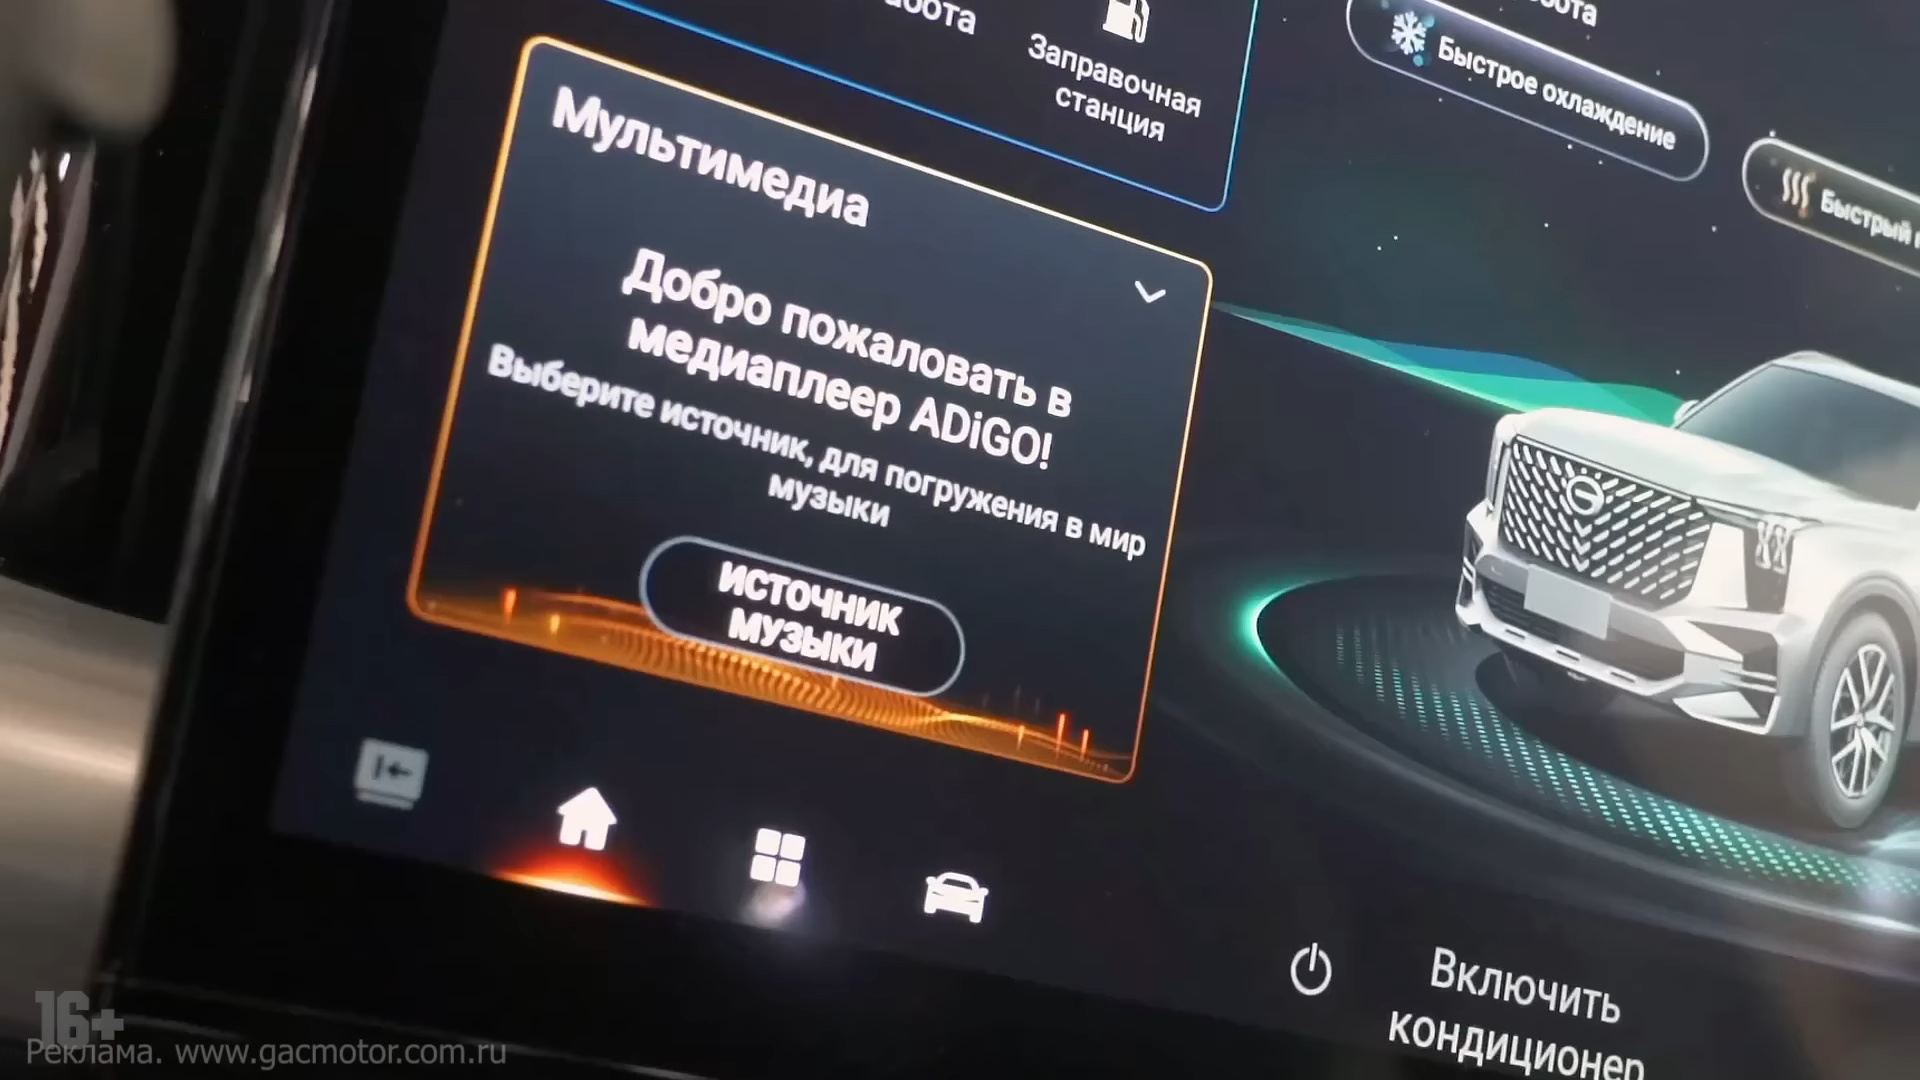 Заправочная
станция
Быстрое охлаждение
Быстрый
Мультимедиа
Добро пожаловать в
медиаплеер ADiGO!
Выберите источник, для погружения в мир
музыки
ИСТОЧНИК
МУЗЫКИ
Включить
кондиционер
16+
Реклама. www.gacmotor.com.ru